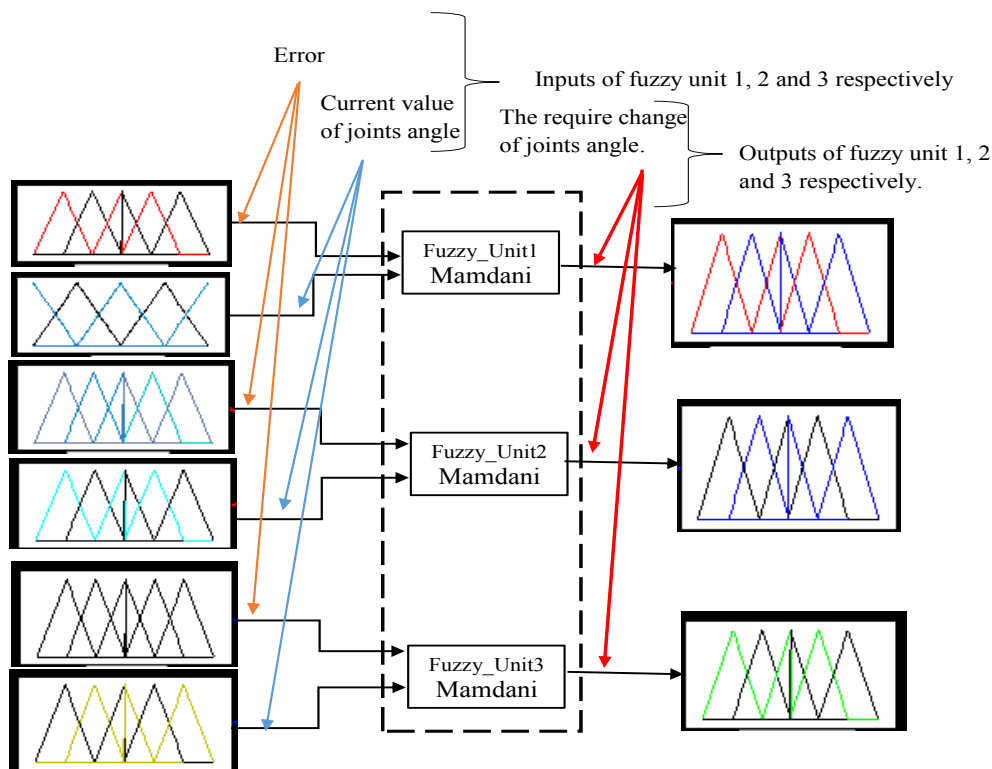 Error
Inputs of fuzzy unit 1, 2 and 3 respectively
Current value
of joints angle
The require change
of joints angle.
Outputs of fuzzy unit 1, 2
and 3 respectively.
Fuzzy_Unit1
Mamdani
Fuzzy_Unit2
Mamdani
Fuzzy_Unit3
Mamdani